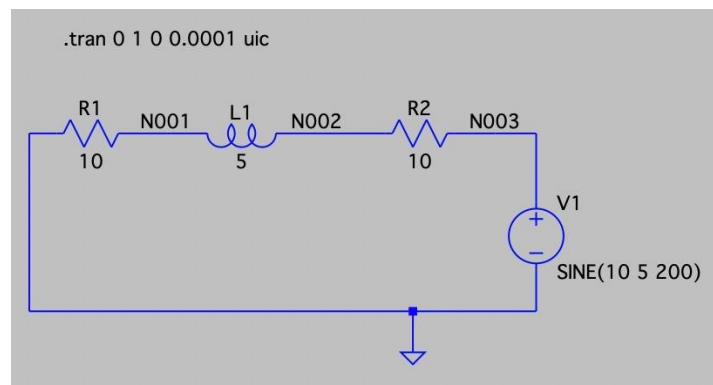 .tran 0 1 0 0.0001 uic
R1
N001
L1
N002
R2
N003
10
5
10
V1
+
−
SINE(10 5 200)